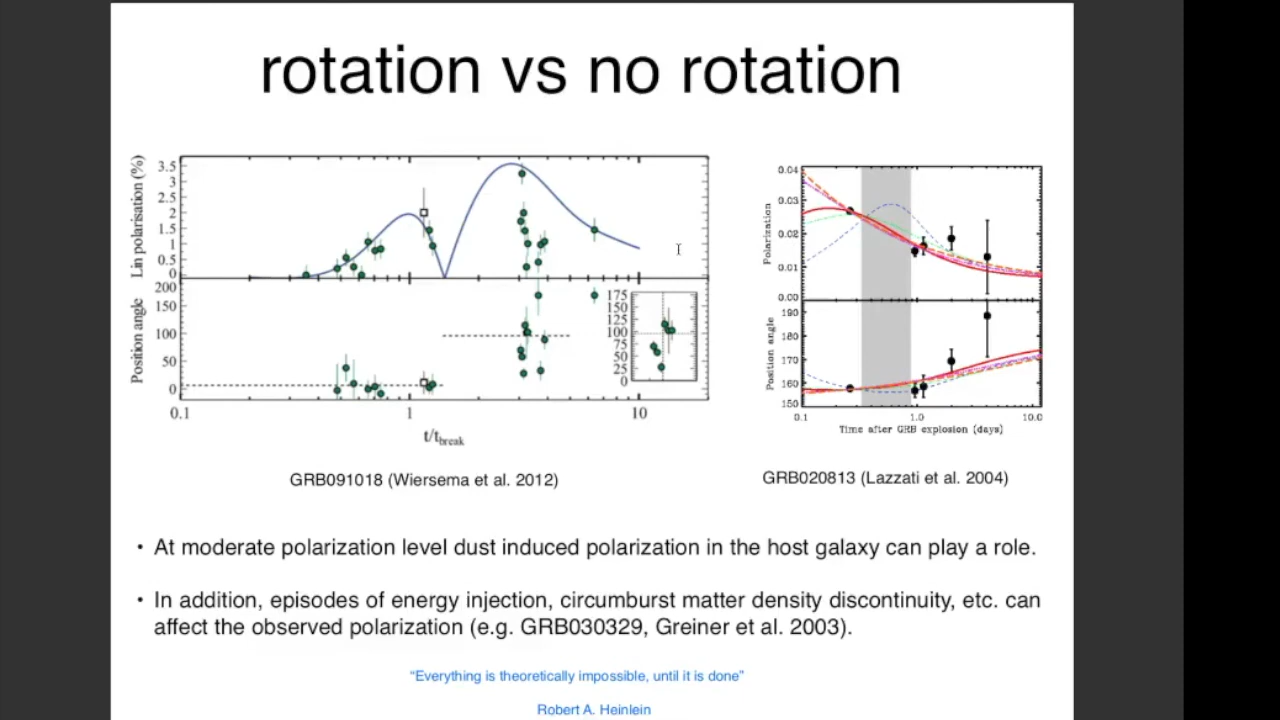 rotation vs no rotation
Lin polarisation (%)
3.5
3
2.5
2
1.5
1
0.5
0
Position angle
200
100
50
0
175
150
125
100
75
50
25
0
0.1
1
10
t/tbreak
Polarization
0.04
0.03
0.02
0.01
0.00
Position angle
190
180
170
160
150
0.1
1.0
10.0
Time after GRB explosion (days)
GRB091018 (Wiersema et al. 2012)
GRB020813 (Lazzati et al. 2004)
• At moderate polarization level dust induced polarization in the host galaxy can play a role.
• In addition, episodes of energy injection, circumburst matter density discontinuity, etc. can
affect the observed polarization (e.g. GRB030329, Greiner et al. 2003).
“Everything is theoretically impossible, until it is done”
Robert A. Heinlein